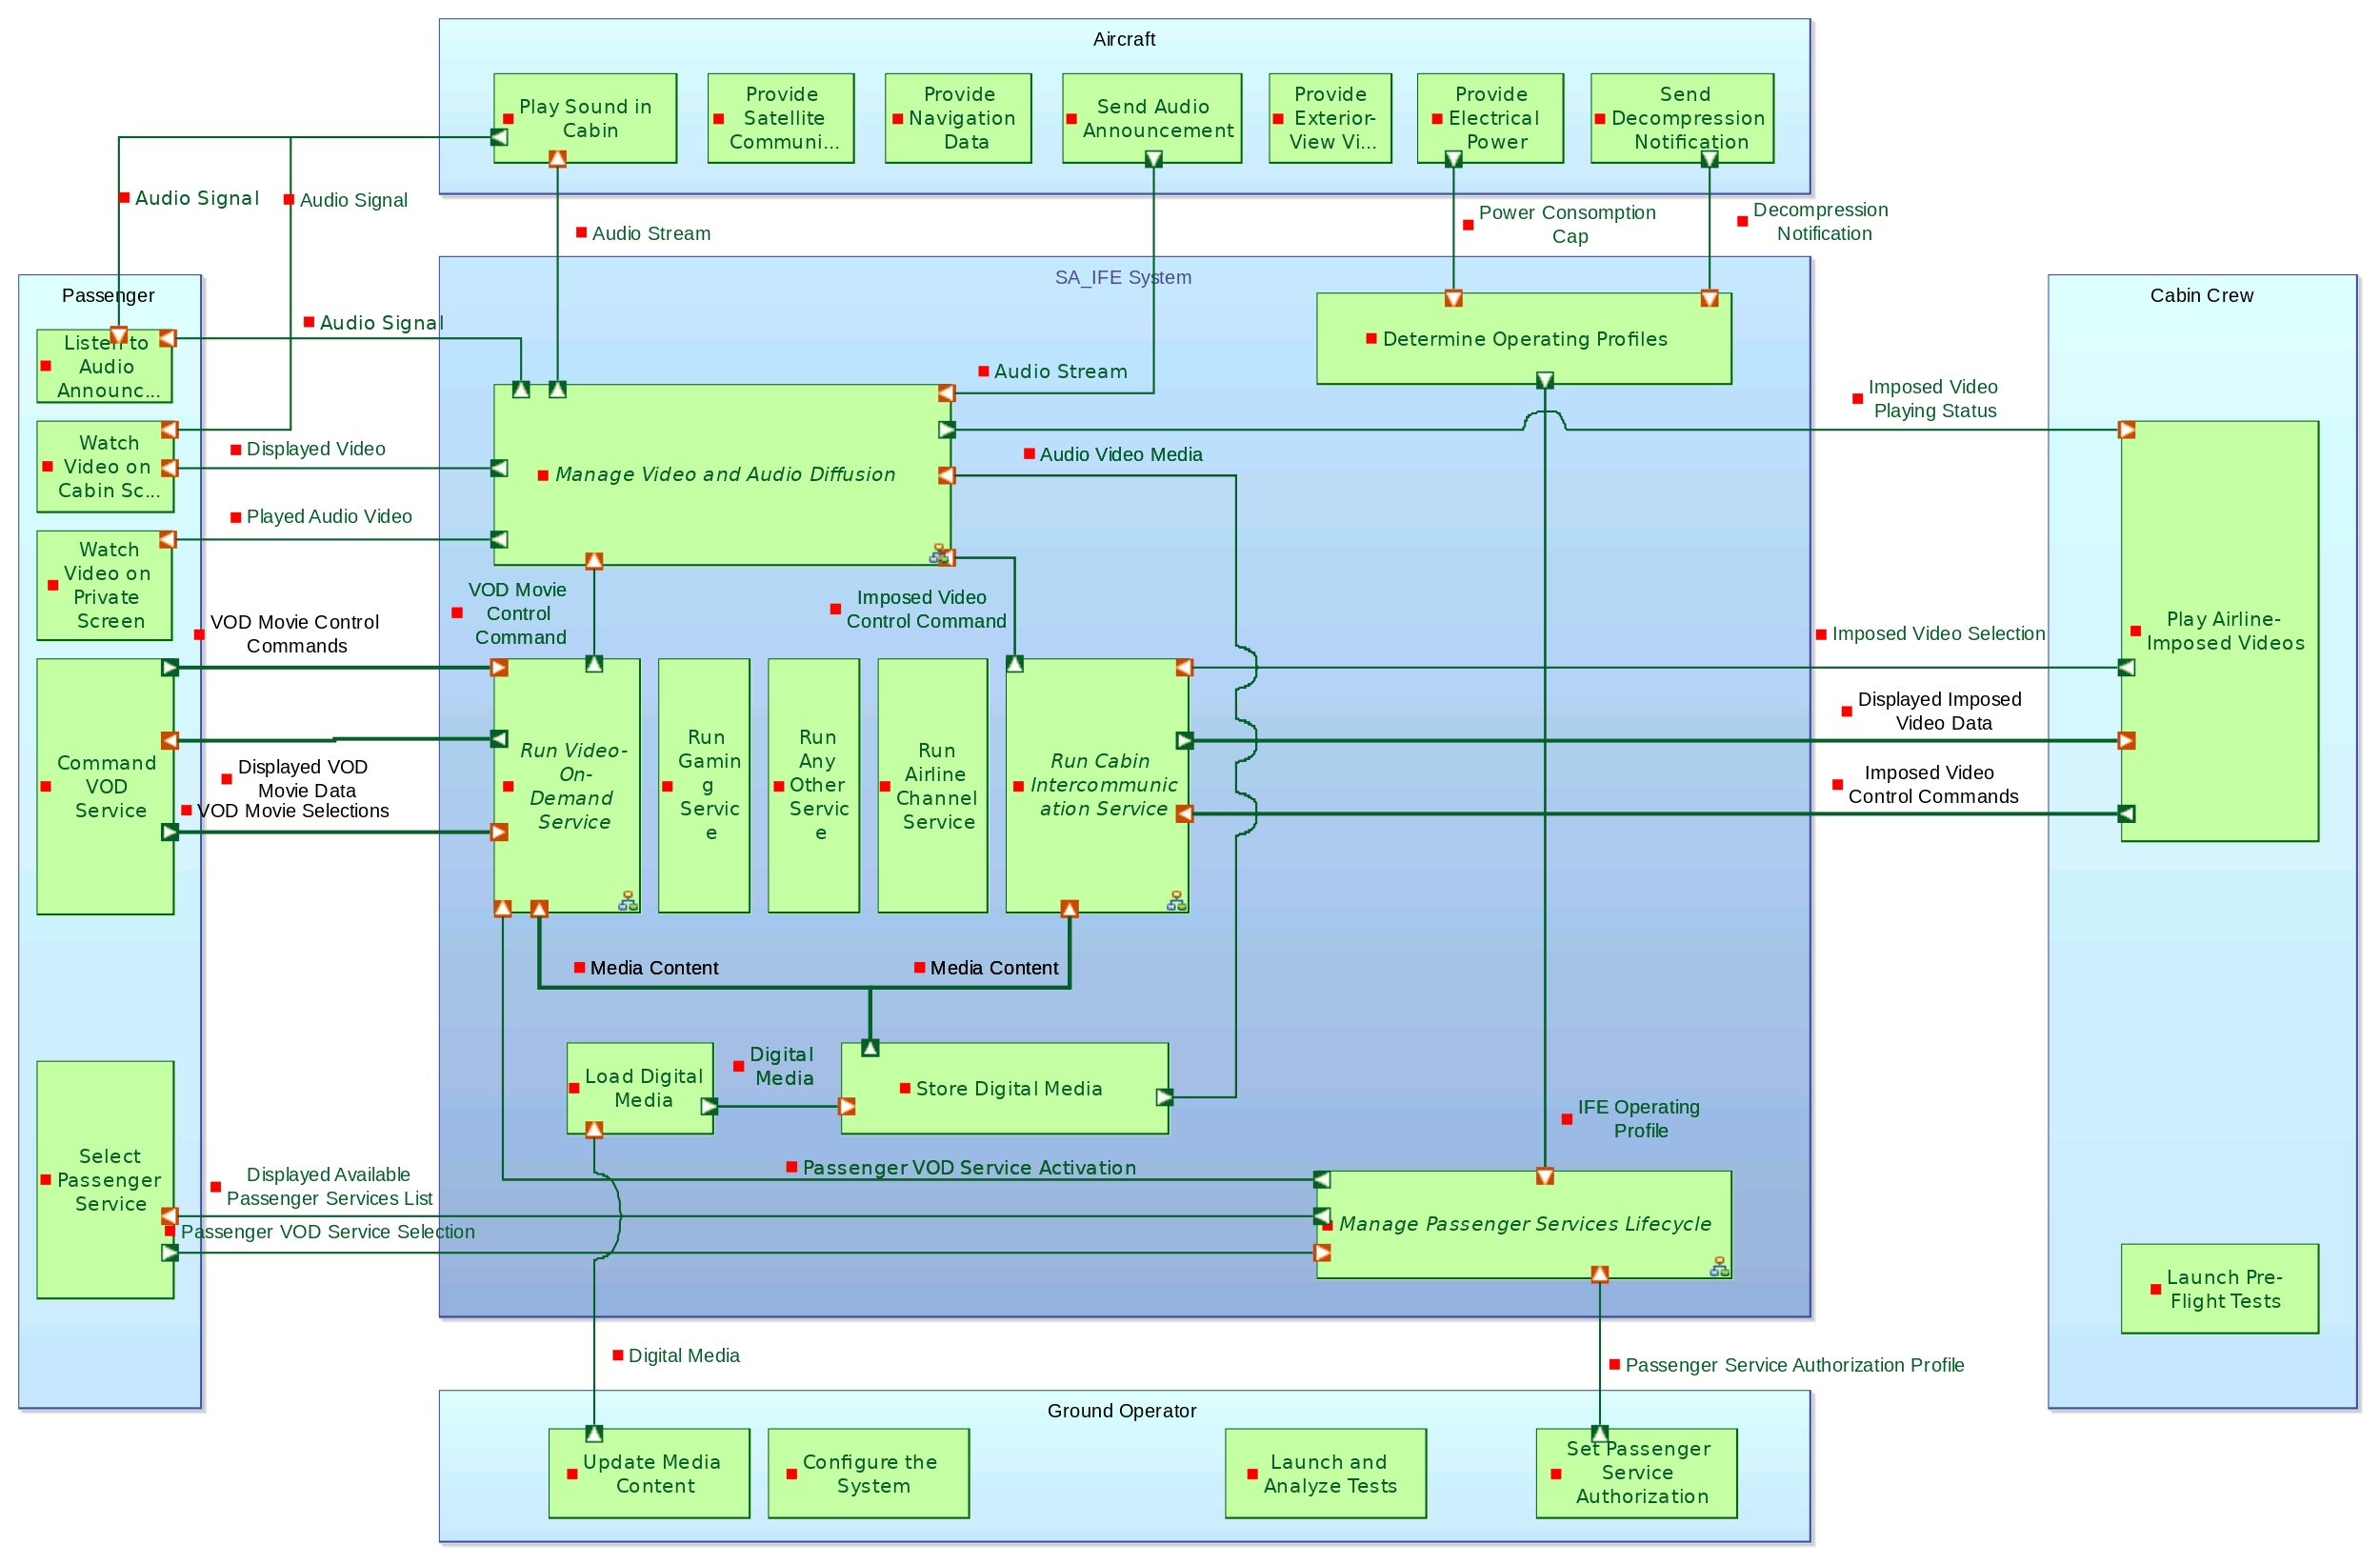 Aircraft
Play Sound in
Cabin
Provide
Satellite
Communi...
Provide
Navigation
Data
Send Audio
Announcement
Provide
Exterior-
View Vi...
Provide
Electrical
Power
Send
Decompression
Notification
Audio Signal
Audio Signal
Audio Stream
Power Consomption
Cap
Decompression
Notification
SA_IFE System
Passenger
Cabin Crew
Audio Signal
Listen to
Audio
Announc...
Determine Operating Profiles
Audio Stream
Imposed Video
Playing Status
Watch
Video on
Cabin Sc...
Displayed Video
Manage Video and Audio Diffusion
Audio Video Media
Played Audio Video
Watch
Video on
Private
Screen
VOD Movie
Control
Command
Imposed Video
Control Command
VOD Movie Control
Commands
Imposed Video Selection
Play Airline-
Imposed Videos
Displayed Imposed
Video Data
Command
VOD
Service
Displayed VOD
Movie Data
VOD Movie Selections
Run Video-
On-
Demand
Service
Run
Gamin
g
Servic
e
Run
Any
Other
Servic
e
Run
Airline
Channel
Service
Run Cabin
Intercommunic
ation Service
Imposed Video
Control Commands
Media Content
Media Content
Load Digital
Media
Digital
Media
Store Digital Media
IFE Operating
Profile
Select
Passenger
Service
Displayed Available
Passenger Services List
Passenger VOD Service Activation
Passenger VOD Service Selection
Manage Passenger Services Lifecycle
Launch Pre-
Flight Tests
Digital Media
Passenger Service Authorization Profile
Ground Operator
Update Media
Content
Configure the
System
Launch and
Analyze Tests
Set Passenger
Service
Authorization